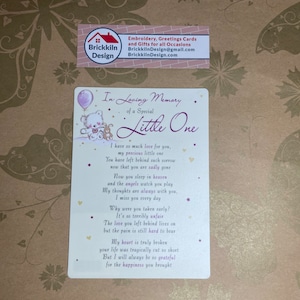 Brickkiln
Design
Embroidery, Greetings Cards
and Gifts for all Occasions
BrickkilnDesign@gmail.com
BrickkilnDesign.com
In Loving Memory
of a Special
Little One
I have so much love for you,
my precious little one
You have left behind such sorrow
now that you are sadly gone
Now you sleep in heaven
and the angels watch you play
My thoughts are always with you,
I miss you every day
Why were you taken early?
It's so terribly unfair
The love you left behind lives on
but the pain is still hard to bear
My heart is truly broken
your life was tragically cut so short
But I will always be so grateful
for the happiness you brought